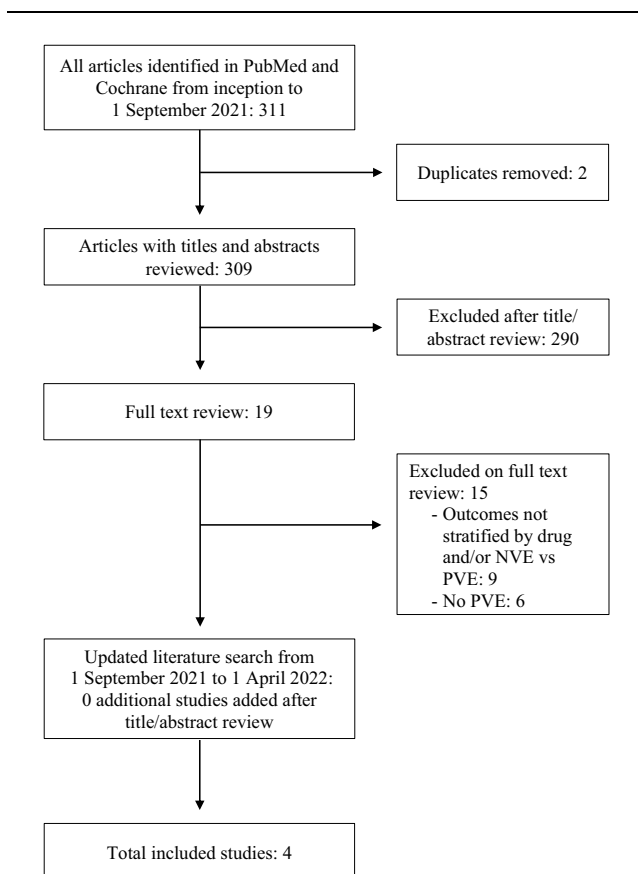 All articles identified in PubMed and
Cochrane from inception to
1 September 2021: 311
Duplicates removed: 2
Articles with titles and abstracts
reviewed: 309
Excluded after title/
abstract review: 290
Full text review: 19
Excluded on full text
review: 15
- Outcomes not
stratified by drug
and/or NVE vs
PVE: 9
- No PVE: 6
Updated literature search from
1 September 2021 to 1 April 2022:
0 additional studies added after
title/abstract review
Total included studies: 4